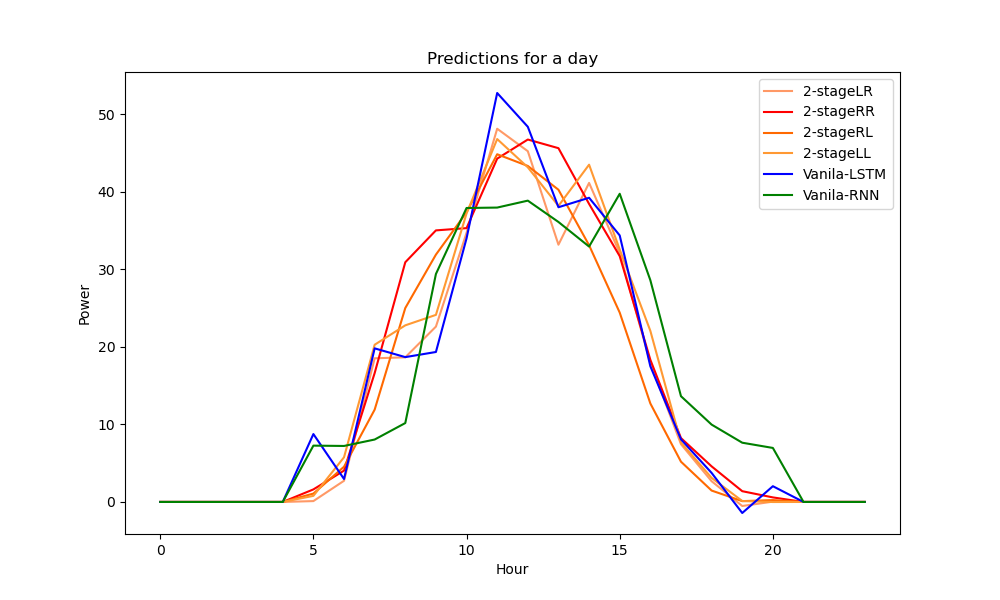 Predictions for a day
2-stageLR
2-stageRR
2-stageRL
2-stageLL
Vanila-LSTM
Vanila-RNN
Power
50
40
30
20
10
0
0 5 10 15 20
Hour